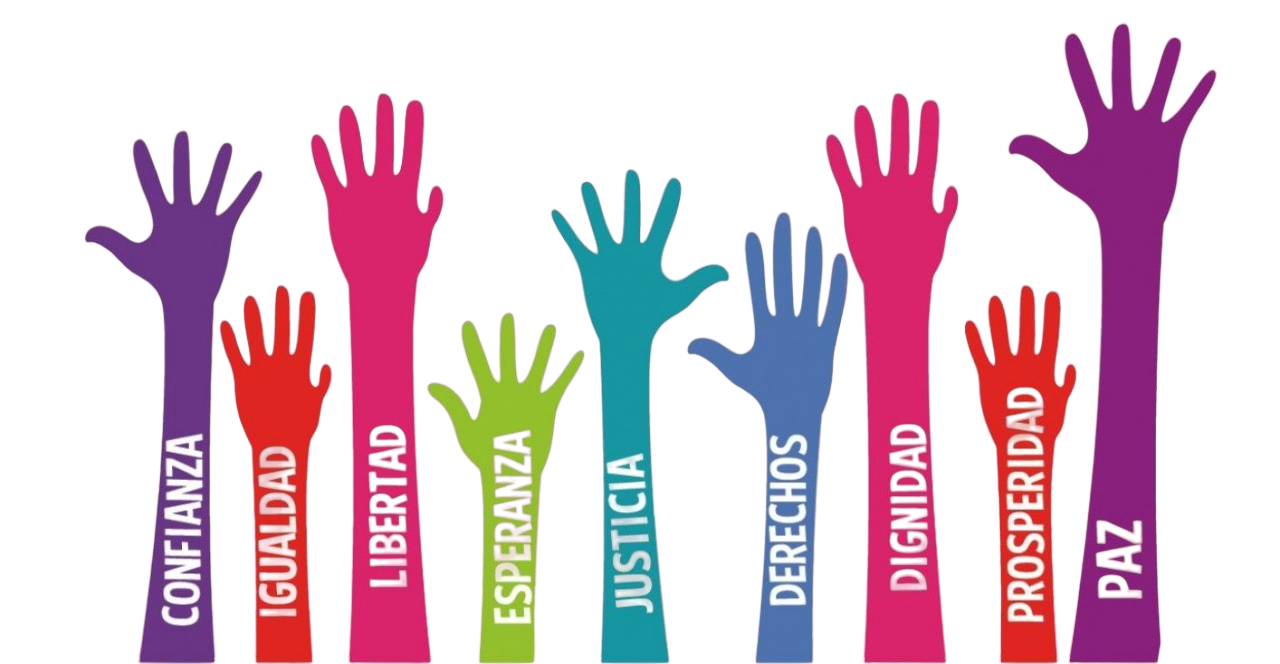 CONFIANZA
IGUALDAD
LIBERTAD
ESPERANZA
JUSTICIA
DERECHOS
DIGNIDAD
PROSPERIDAD
PAZ